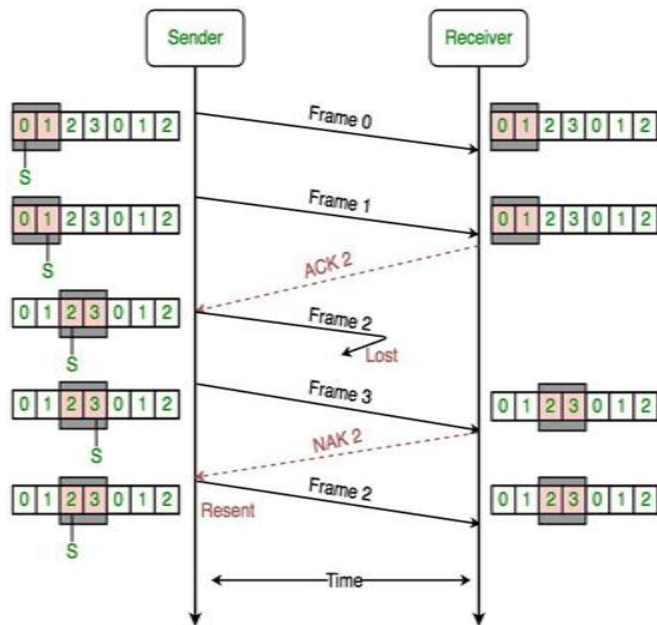 Sender Receiver
0 1 2 3 0 1 2
Frame 0
0 1 2 3 0 1 2
S
0 1 2 3 0 1 2
Frame 1
0 1 2 3 0 1 2
S
ACK 2
0 1 2 3 0 1 2
Frame 2
S
Lost
0 1 2 3 0 1 2
Frame 3
0 1 2 3 0 1 2
S
NAK 2
0 1 2 3 0 1 2
Frame 2
0 1 2 3 0 1 2
Resent
S
Time